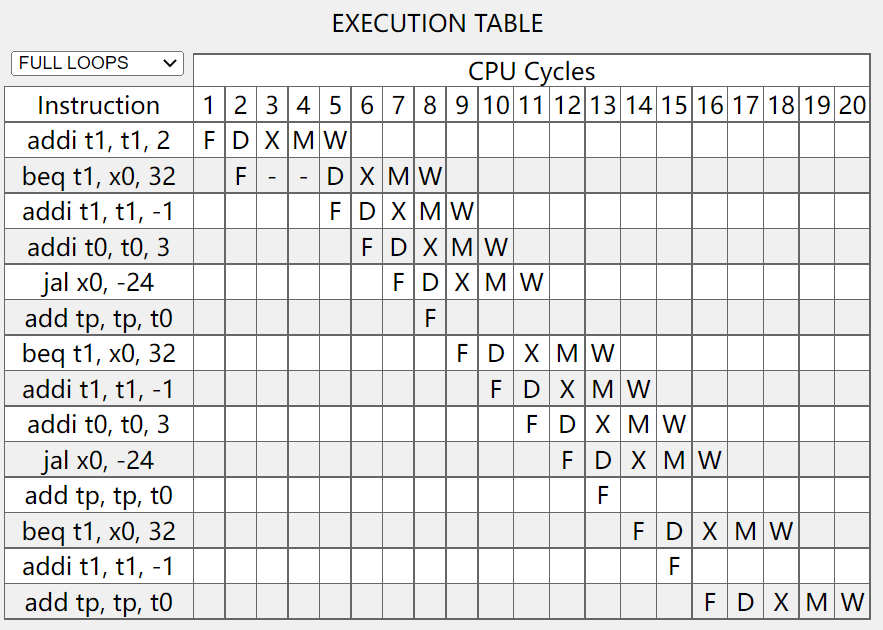 EXECUTION TABLE
FULL LOOPS
CPU Cycles
Instruction 1 2 3 4 5 6 7 8 9 10 11 12 13 14 15 16 17 18 19 20
addi t1, t1, 2 F D X M W
beq t1, x0, 32 F - - D X M W
addi t1, t1, -1 F D X M W
addi t0, t0, 3 F D X M W
jal x0, -24 F D X M W
add tp, tp, t0 F
beq t1, x0, 32 F D X M W
addi t1, t1, -1 F D X M W
addi t0, t0, 3 F D X M W
jal x0, -24 F D X M W
add tp, tp, t0 F
beq t1, x0, 32 F D X M W
addi t1, t1, -1 F
add tp, tp, t0 F D X M W